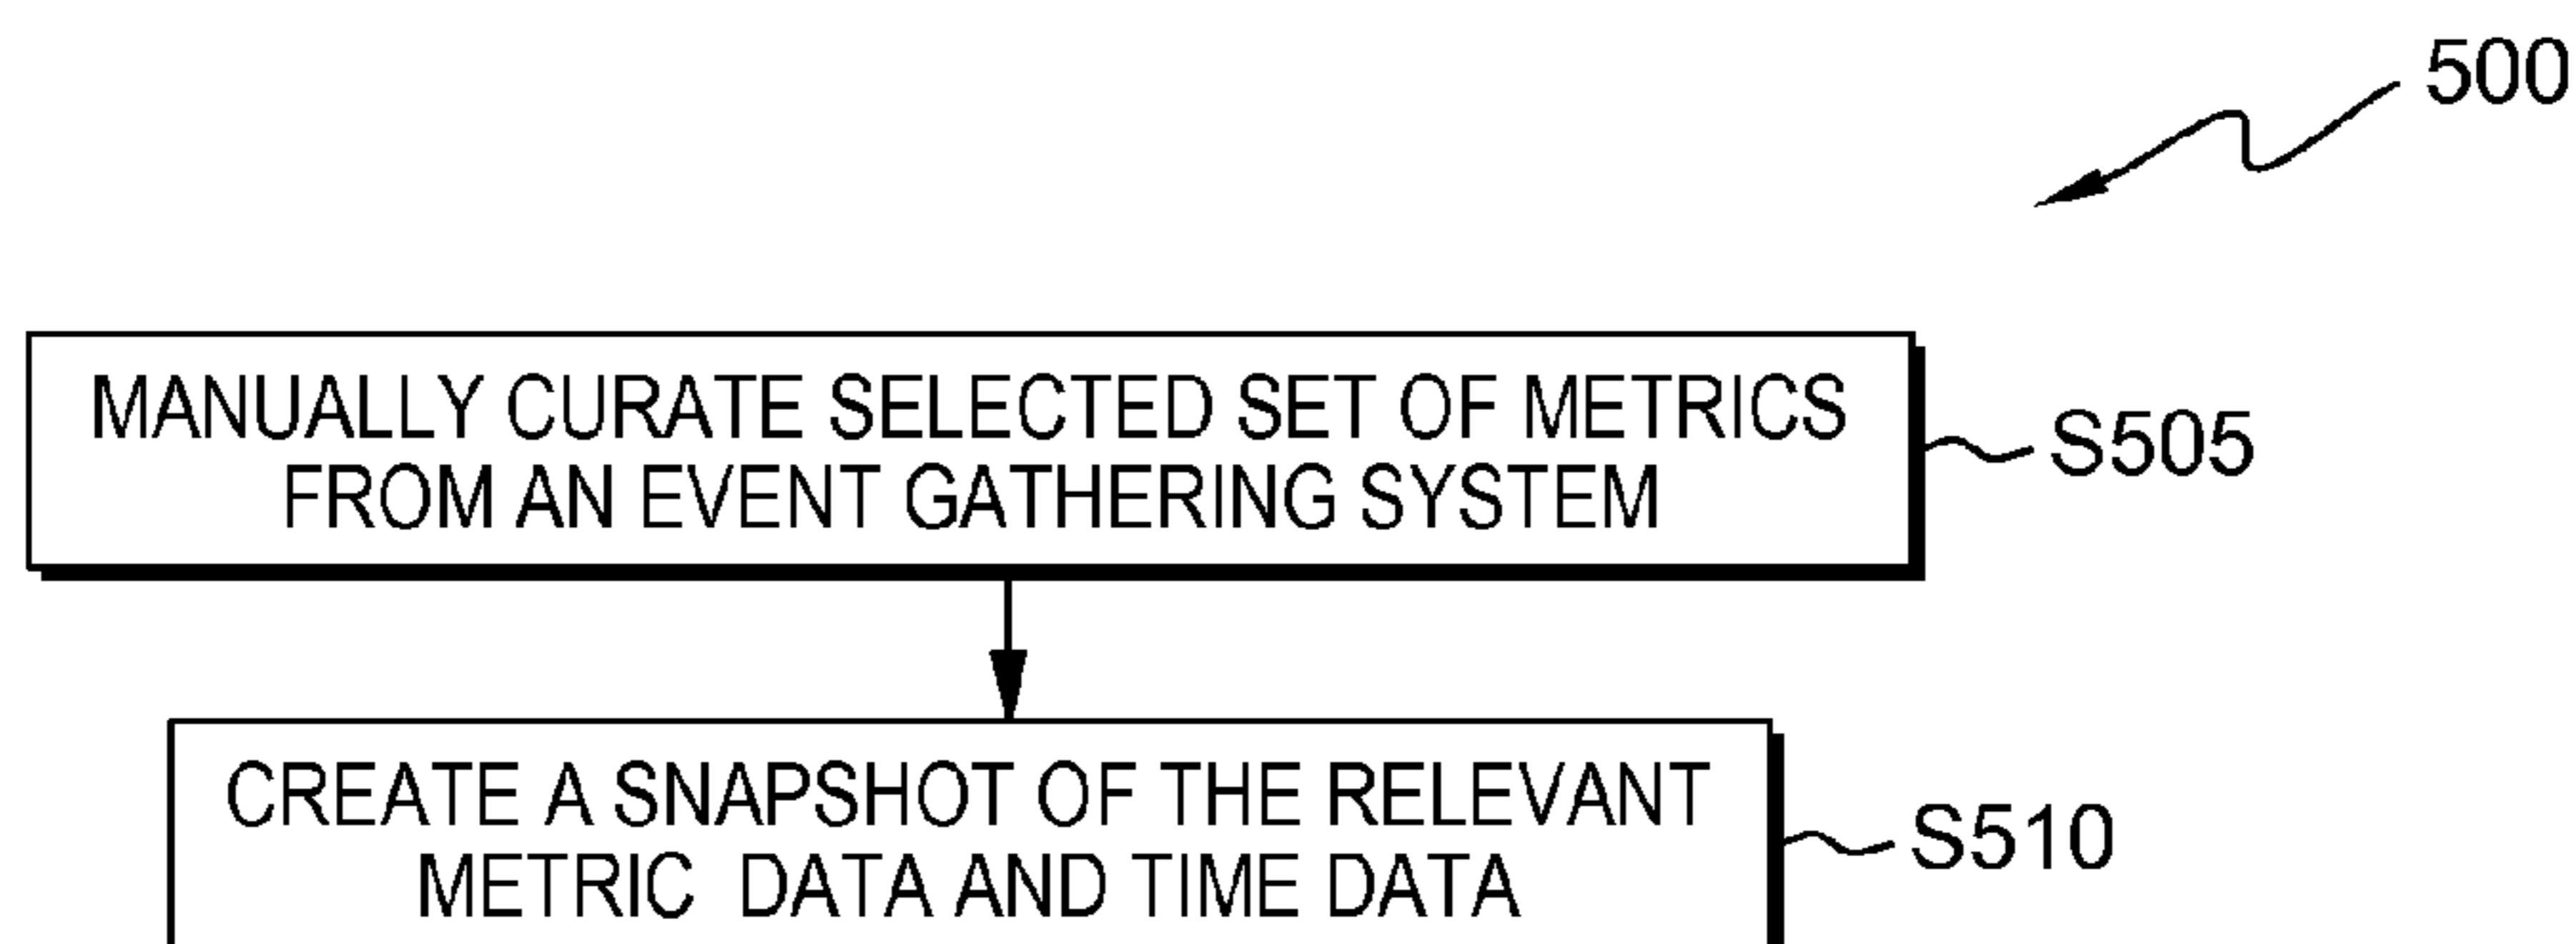 500
MANUALLY CURATE SELECTED SET OF METRICS
FROM AN EVENT GATHERING SYSTEM
S505
CREATE A SNAPSHOT OF THE RELEVANT
METRIC DATA AND TIME DATA
S510